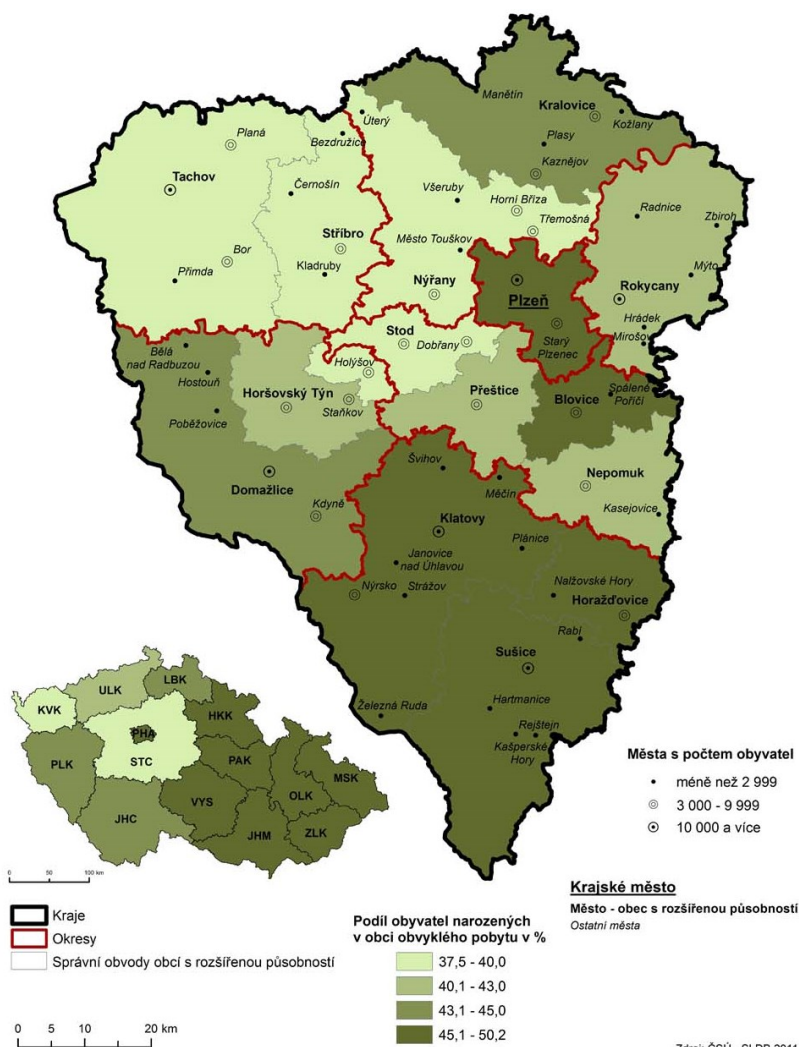 Manětín
Kralovice
Kožlany
Úterý
Planá
Bezdružice
Plasy
Kaznějov
Tachov
Černošín
Všeruby
Horní Bříza
Třemošná
Radnice
Zbiroh
Stříbro
Město Touškov
Bor
Přimda
Kladruby
Nýřany
Plzeň
Rokycany
Mýto
Hrádek
Mirošov
Stod
Dobřany
Starý
Plzenec
Bělá
nad Radbuzou
Hostouň
Holýšov
Horšovský Týn
Staňkov
Přeštice
Blovice
Spálené
Poříčí
Poběžovice
Domažlice
Kdyně
Švihov
Měčín
Nepomuk
Kasejovice
Klatovy
Plánice
Janovice
nad Úhlavou
Nýrsko
Strážov
Nalžovské Hory
Horažďovice
Rabí
Sušice
Železná Ruda
Hartmanice
Rejštejn
Kašperské
Hory
KVK
ULK
LBK
HKK
PHA
STC
PLK
PAK
MSK
OLK
VYS
JHC
JHM
ZLK
0 50 100 km
Města s počtem obyvatel
méně než 2 999
3 000 - 9 999
10 000 a více
Krajské město
Město - obec s rozšířenou působností
Ostatní města
Kraje
Okresy
Správní obvody obcí s rozšířenou působností
Podíl obyvatel narozených
v obci obvyklého pobytu v %
37,5 - 40,0
40,1 - 43,0
43,1 - 45,0
45,1 - 50,2
0 5 10 20 km
Zdroj: ČSÚ - SLDB 2011